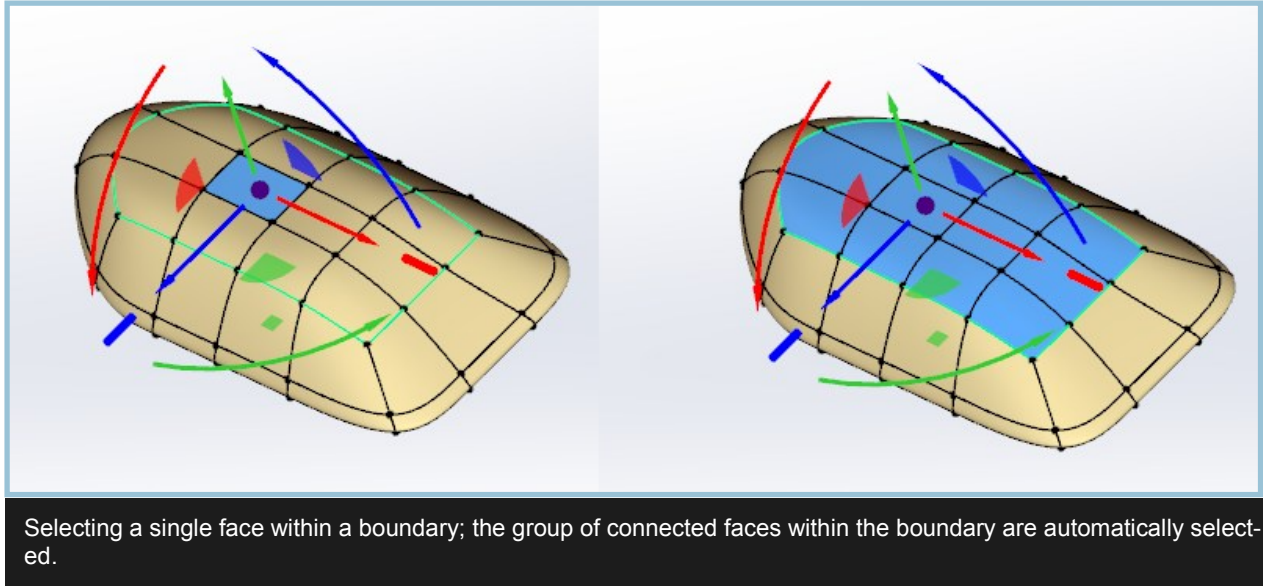 Selecting a single face within a boundary; the group of connected faces within the boundary are automatically select-
ed.